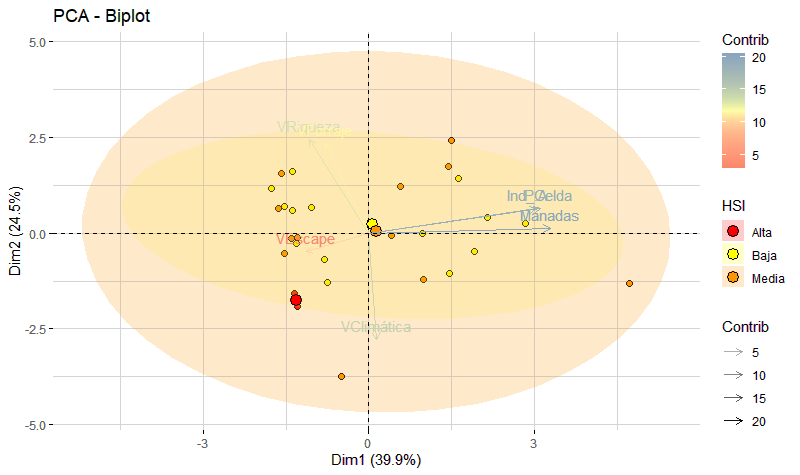 PCA - Biplot
Contrib
20
15
10
5
HSI
Alta
Baja
Media
Contrib
5
10
15
20
5.0
2.5
0.0
-2.5
-5.0
Dim2 (24.5%)
VRiqueza
Manadas
VEscape
VClimática
-3
0
3
Dim1 (39.9%)